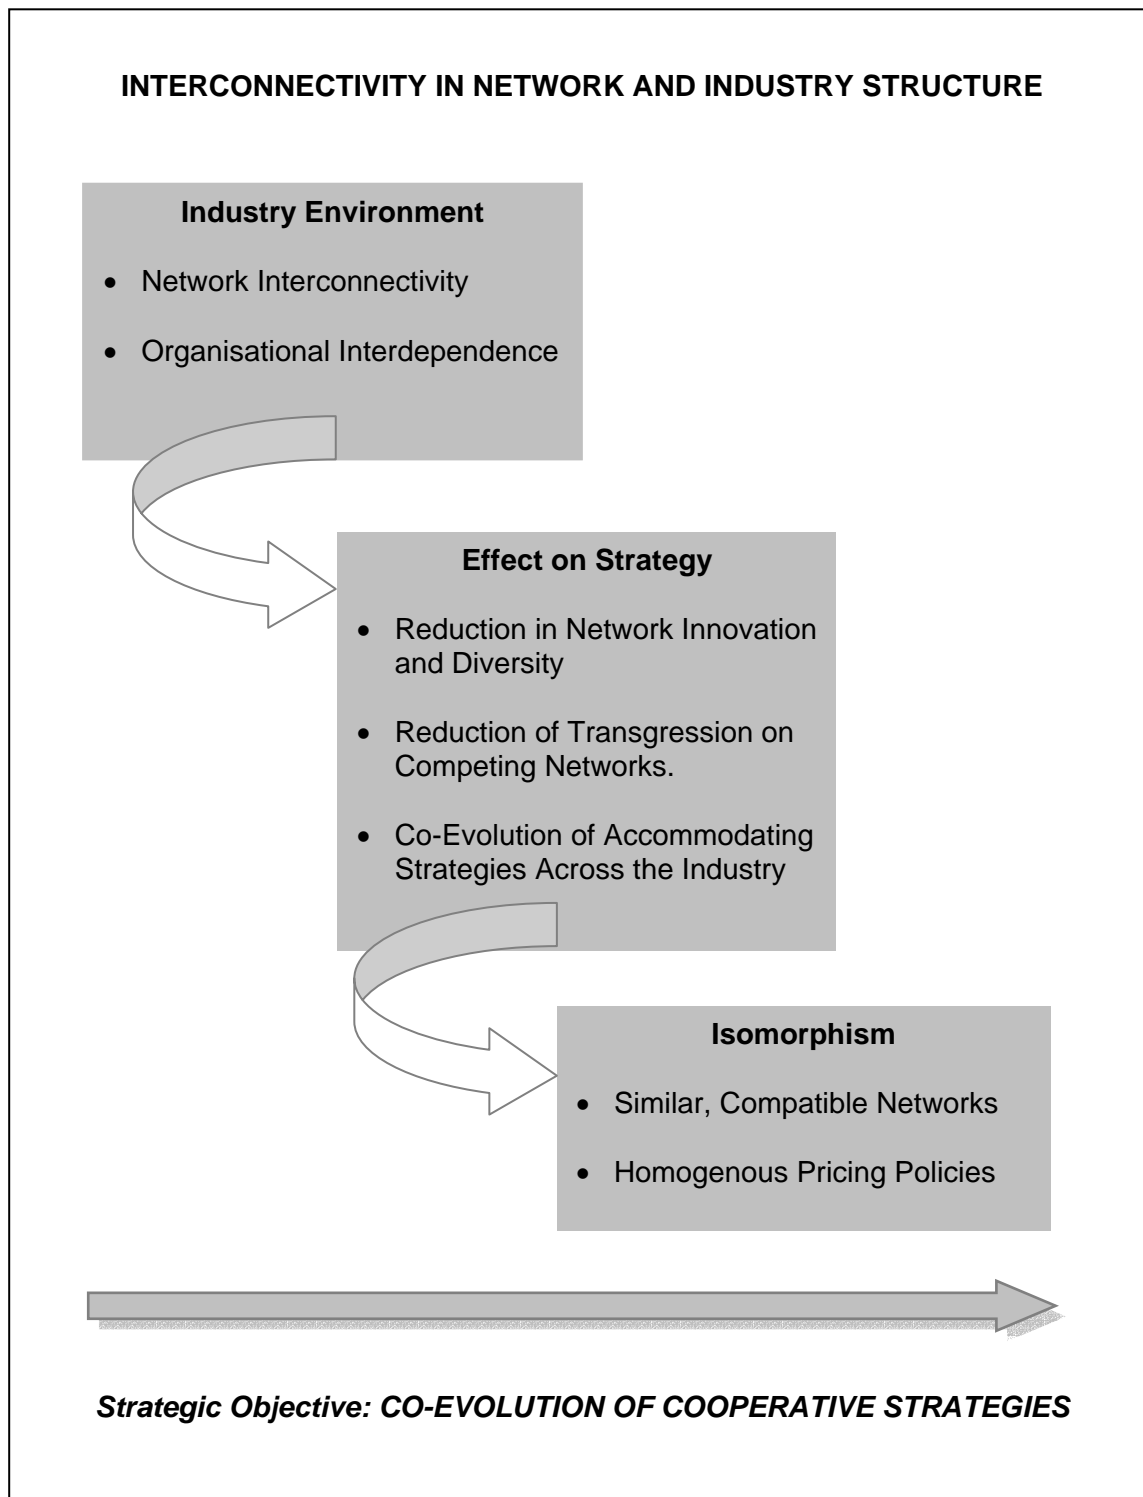 INTERCONNECTIVITY IN NETWORK AND INDUSTRY STRUCTURE
Industry Environment
• Network Interconnectivity
• Organisational Interdependence
Effect on Strategy
• Reduction in Network Innovation
and Diversity
• Reduction of Transgression on
Competing Networks.
• Co-Evolution of Accommodating
Strategies Across the Industry
Isomorphism
• Similar, Compatible Networks
• Homogenous Pricing Policies
Strategic Objective: CO-EVOLUTION OF COOPERATIVE STRATEGIES